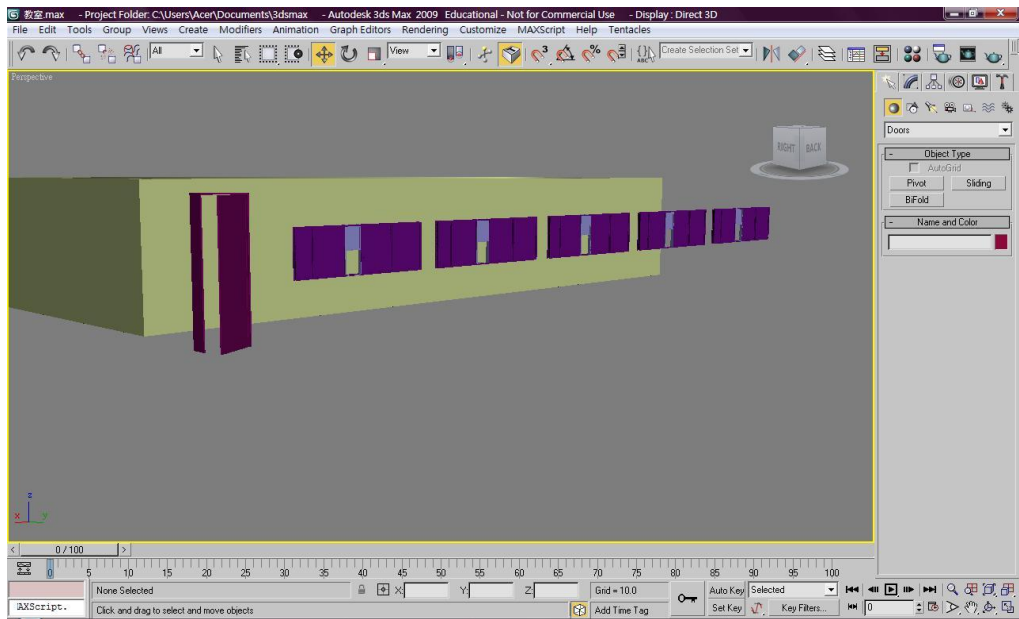 教室.max - Project Folder: C:\Users\Acer\Documents\3dsmax - Autodesk 3ds Max 2009 Educational - Not for Commercial Use - Display : Direct 3D
File Edit Tools Group Views Create Modifiers Animation Graph Editors Rendering Customize MAXScript Help Tentacles
All View Create Selection Set
Perspective
RIGHT BACK
Doors
- Object Type
AutoGrid
Pivot Sliding
BiFold
- Name and Color
z
x y
< 0 / 100 >
0 5 10 15 20 25 30 35 40 45 50 55 60 65 70 75 80 85 90 95 100
None Selected X: Y: Z: Grid = 10.0 Auto Key Selected
AXScript. Click and drag to select and move objects Add Time Tag Set Key Key Filters... 0